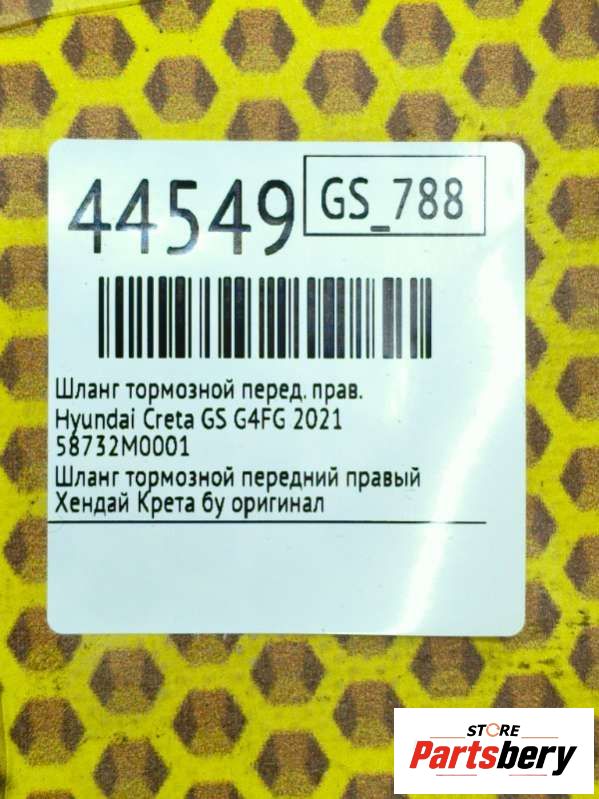 44549
GS_788
Шланг тормозной перед. прав.
Hyundai Creta GS G4FG 2021
58732M0001
Шланг тормозной передний правый
Хендай Крета бу оригинал
STORE
Partsbery